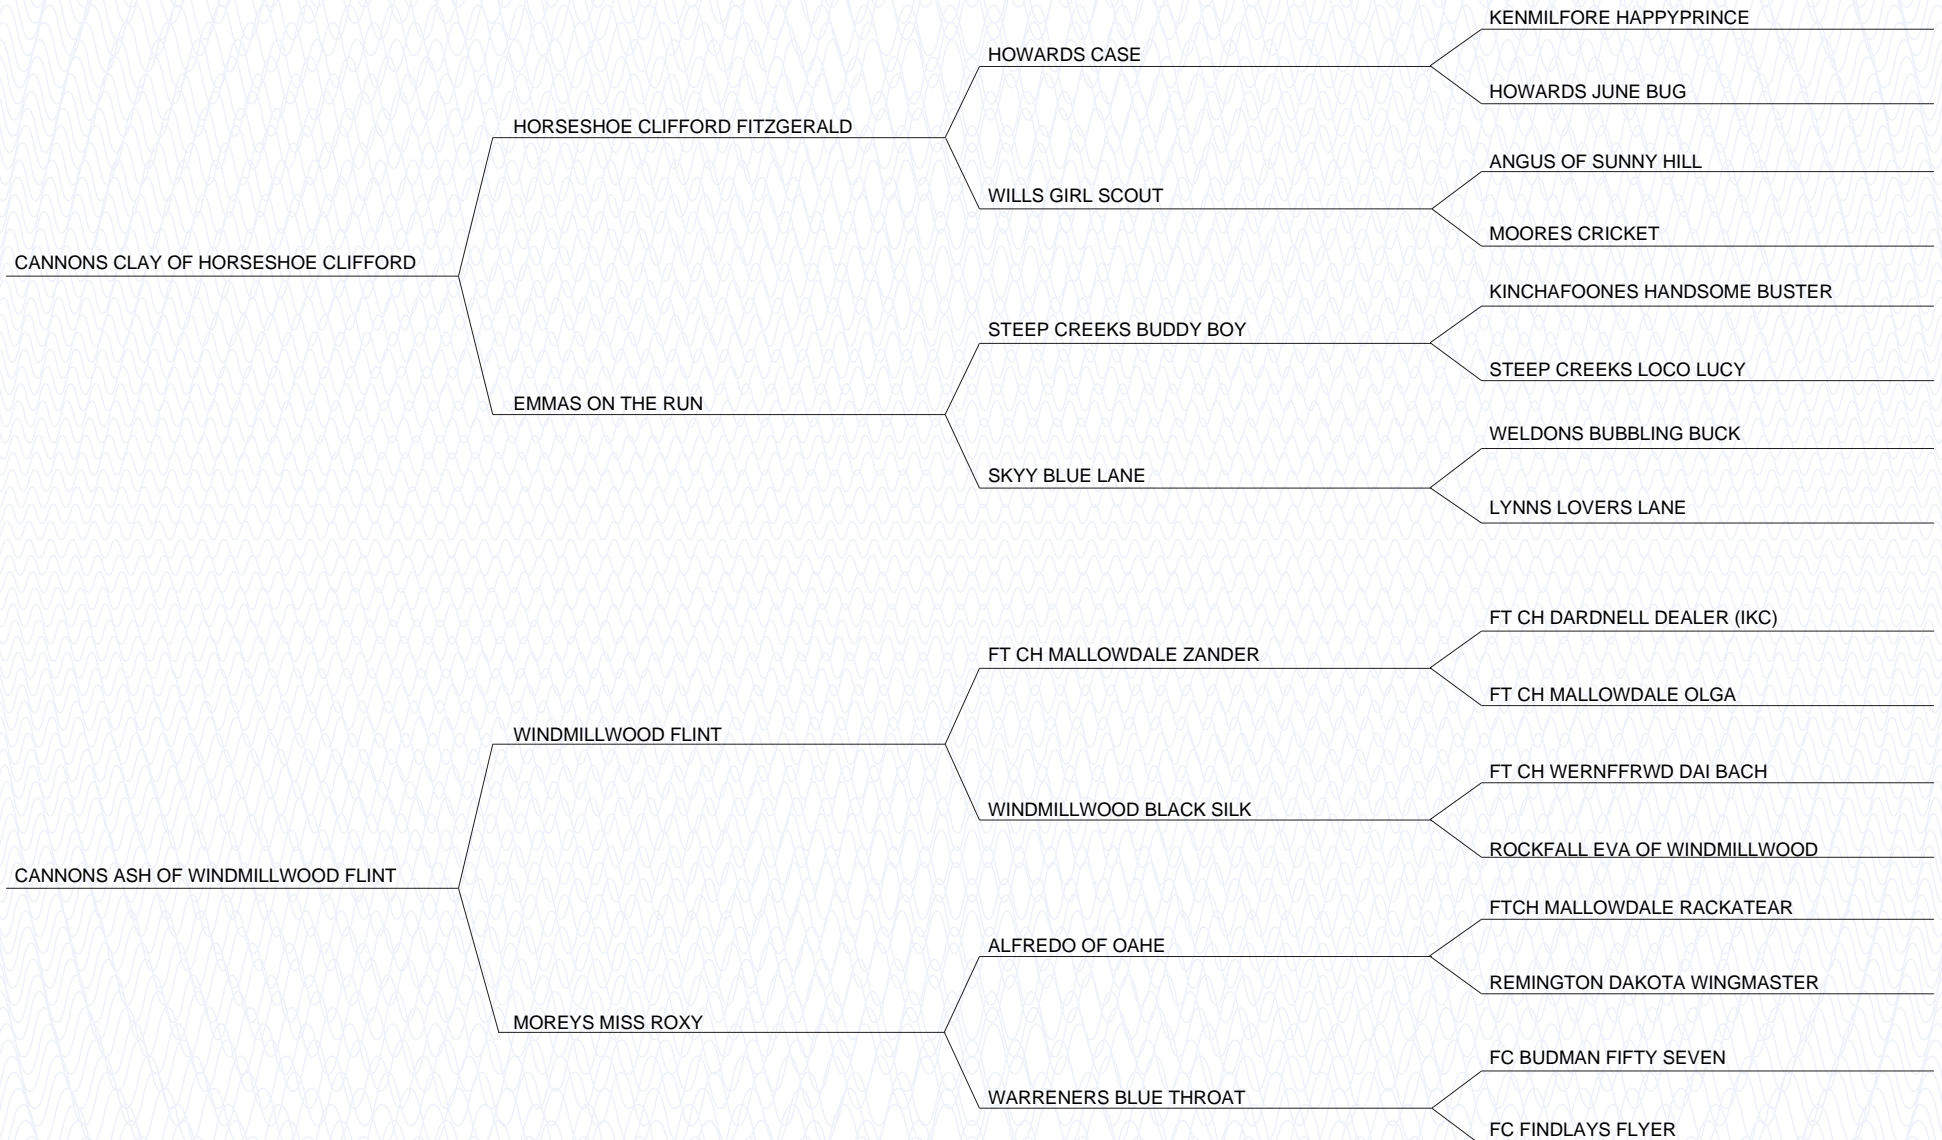 KENMILFORE HAPPYPRINCE
HOWARDS CASE
HOWARDS JUNE BUG
HORSESHOE CLIFFORD FITZGERALD
ANGUS OF SUNNY HILL
WILLS GIRL SCOUT
MOORES CRICKET
CANNONS CLAY OF HORSESHOE CLIFFORD
KINCHAFOONES HANDSOME BUSTER
STEEP CREEKS BUDDY BOY
STEEP CREEKS LOCO LUCY
EMMAS ON THE RUN
WELDONS BUBBLING BUCK
SKYY BLUE LANE
LYNNS LOVERS LANE
FT CH DARDNELL DEALER (IKC)
FT CH MALLOWDALE ZANDER
FT CH MALLOWDALE OLGA
WINDMILLWOOD FLINT
FT CH WERNFFRWD DAI BACH
WINDMILLWOOD BLACK SILK
ROCKFALL EVA OF WINDMILLWOOD
CANNONS ASH OF WINDMILLWOOD FLINT
FTCH MALLOWDALE RACKATEAR
ALFREDO OF OAHE
REMINGTON DAKOTA WINGMASTER
MOREYS MISS ROXY
FC BUDMAN FIFTY SEVEN
WARRENERS BLUE THROAT
FC FINDLAYS FLYER